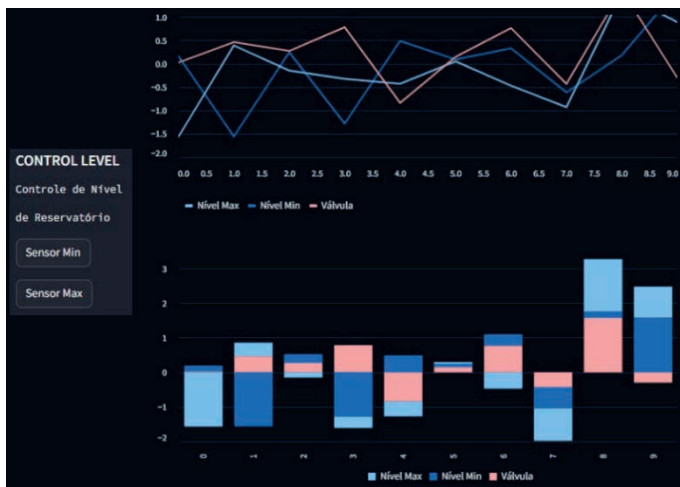 1.0
0.5
0.0
−0.5
−1.0
−1.5
−2.0
0.0 0.5 1.0 1.5 2.0 2.5 3.0 3.5 4.0 4.5 5.0 5.5 6.0 6.5 7.0 7.5 8.0 8.5 9.0
Nível Max Nível Min Válvula
CONTROL LEVEL
Controle de Nível
de Reservatório
Sensor Min
Sensor Max
3
2
1
0
−1
−2
0 1 2 3 4 5 6 7 8 9
Nível Max Nível Min Válvula